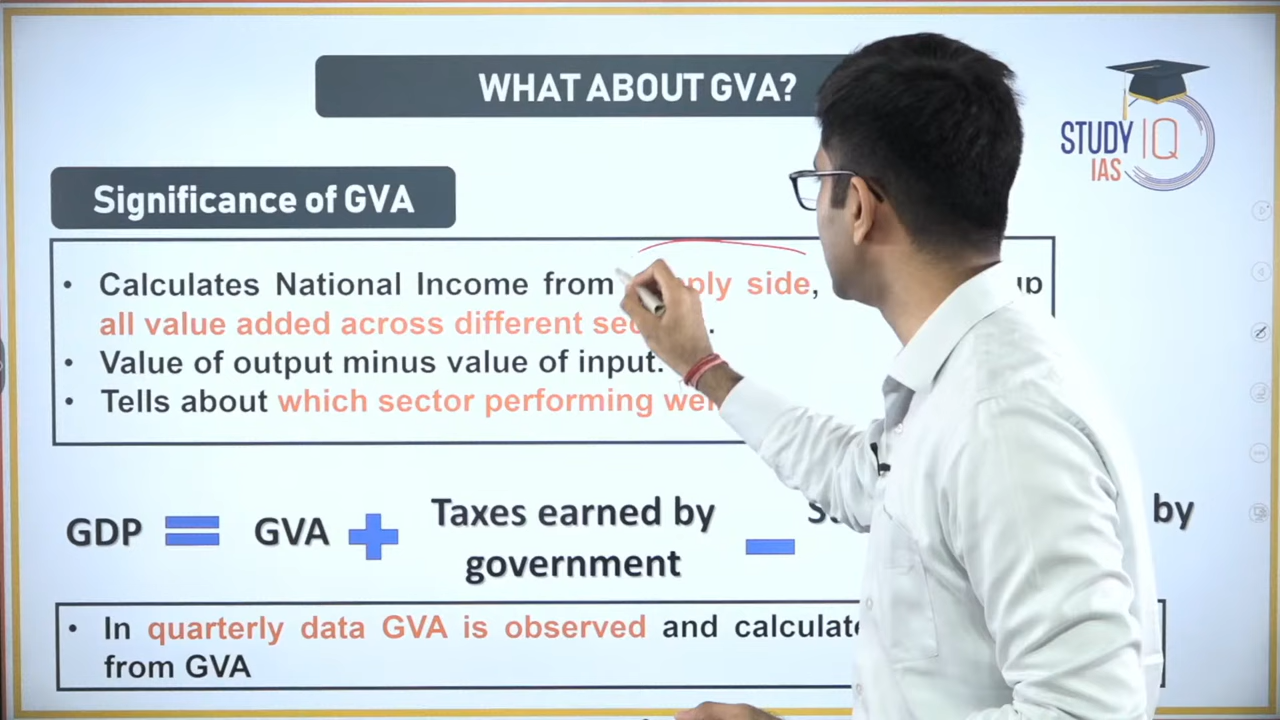 WHAT ABOUT GVA?
STUDY IQ
IAS
Significance of GVA
• Calculates National Income from side, up
all value added across different .
• Value of output minus value of input.
• Tells about which sector performing
GDP = GVA + Taxes earned by
government
− by
• In quarterly data GVA is observed and
from GVA